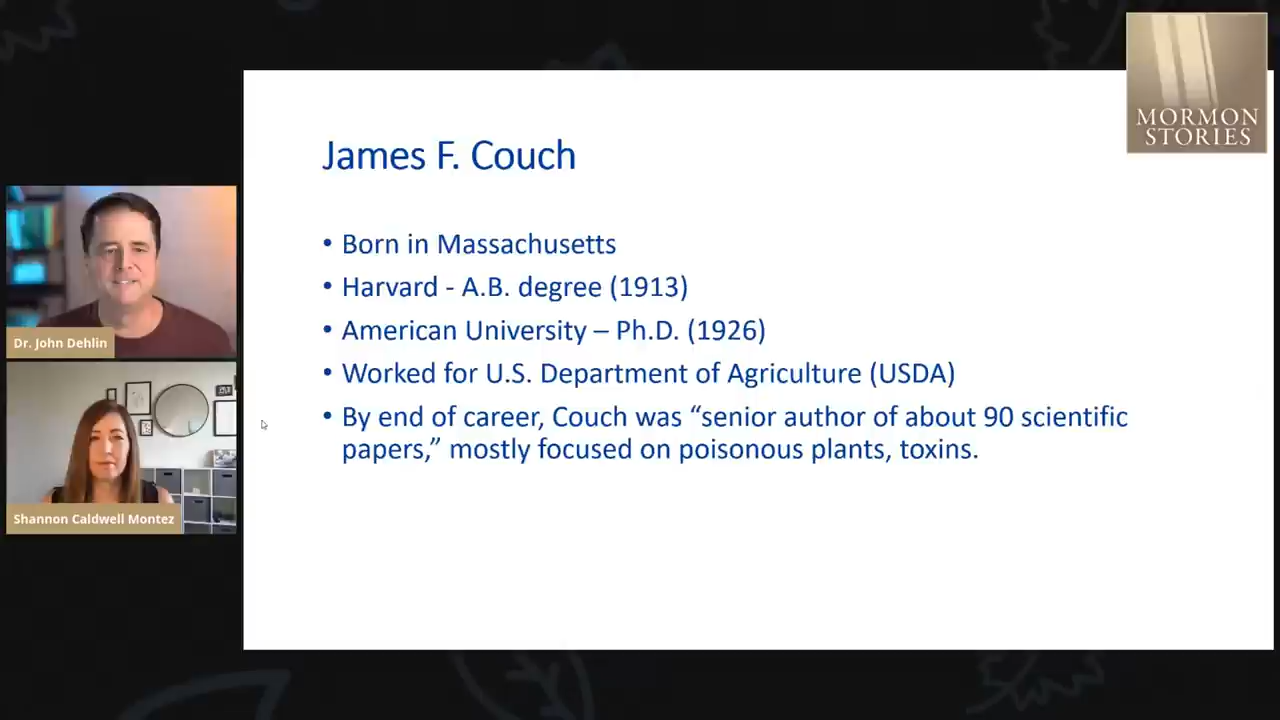 MORMON
STORIES
James F. Couch
• Born in Massachusetts
• Harvard - A.B. degree (1913)
• American University – Ph.D. (1926)
• Worked for U.S. Department of Agriculture (USDA)
• By end of career, Couch was “senior author of about 90 scientific
papers,” mostly focused on poisonous plants, toxins.
Dr. John Dehlin
Shannon Caldwell Montez